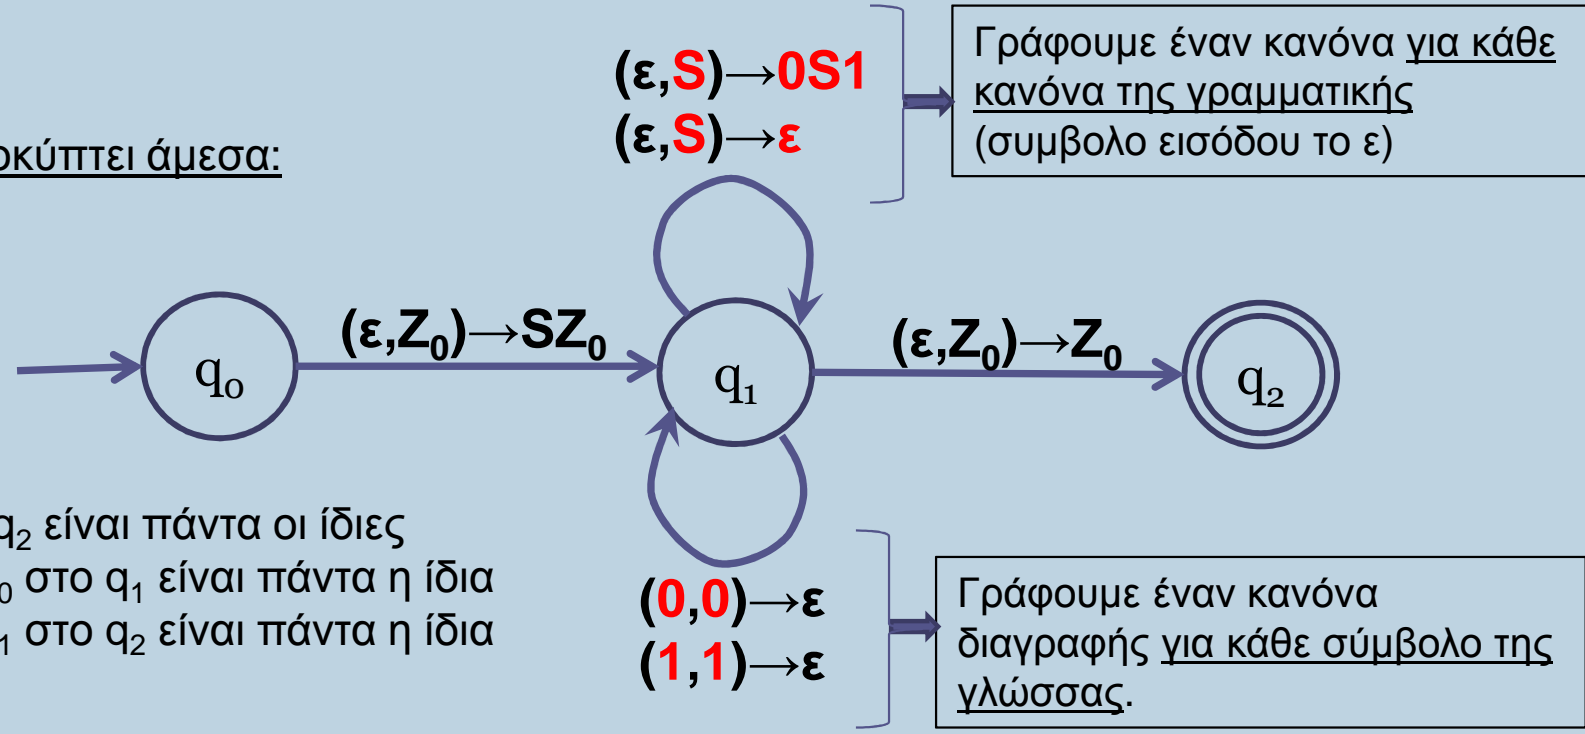 (ε,S)→0S1
(ε,S)→ε
Γράφουμε έναν κανόνα για κάθε
κανόνα της γραμματικής
(συμβολο εισόδου το ε)
οκύπτει άμεσα:
q₀
(ε,Z₀)→SZ₀
q₁
(ε,Z₀)→Z₀
q₂
q₂ είναι πάντα οι ίδιες
₀ στο q₁ είναι πάντα η ίδια
₁ στο q₂ είναι πάντα η ίδια
(0,0)→ε
(1,1)→ε
Γράφουμε έναν κανόνα
διαγραφής για κάθε σύμβολο της
γλώσσας.